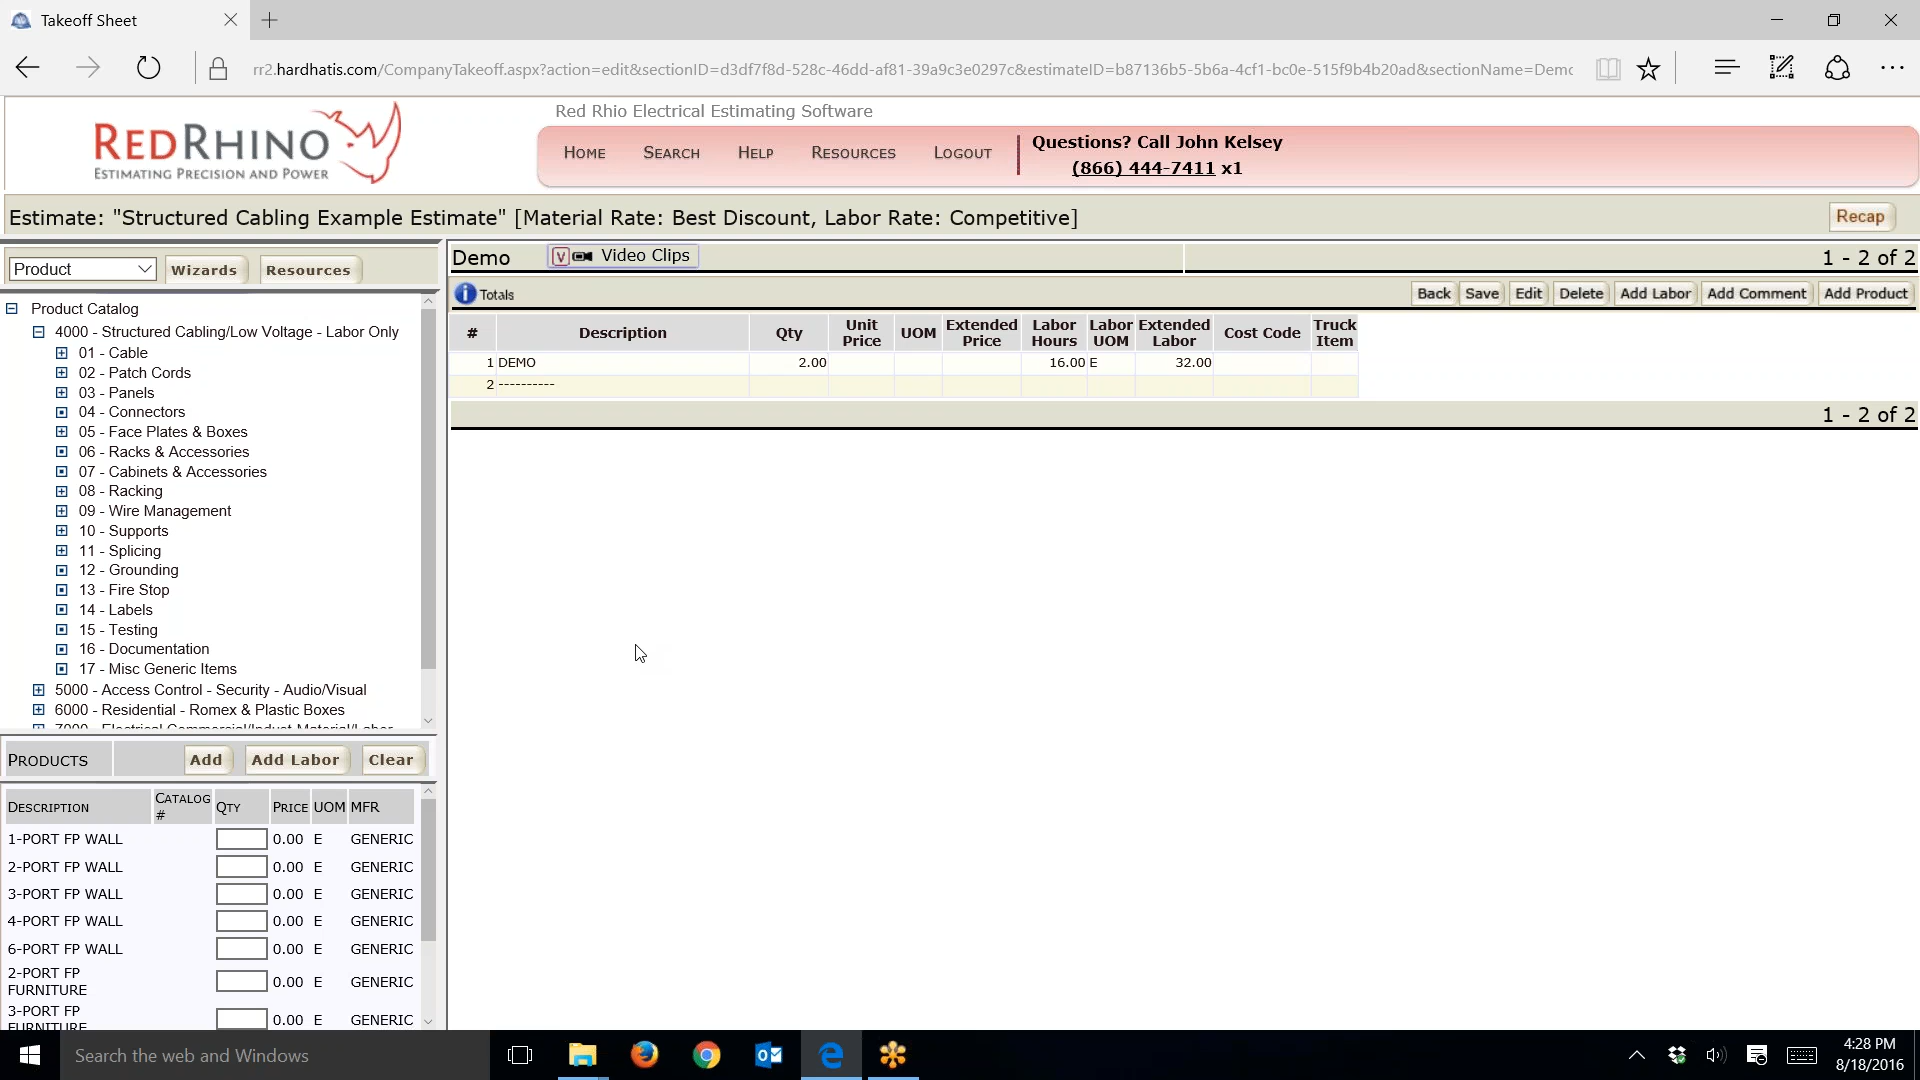 Takeoff Sheet
rr2.hardhatis.com/CompanyTakeoff.aspx?action=edit&sectionID=d3df7f8d-528c-46dd-af81-39a9c3e0297c&estimateID=b87136b5-5b6a-4cf1-bc0e-515f9b4b20ad&sectionName=Demo
REDRHINO
ESTIMATING PRECISION AND POWER
Red Rhio Electrical Estimating Software
HOME SEARCH HELP RESOURCES LOGOUT
Questions? Call John Kelsey
(866) 444-7411 x1
Estimate: "Structured Cabling Example Estimate" [Material Rate: Best Discount, Labor Rate: Competitive]
Recap
Product Wizards Resources
Product Catalog
4000 - Structured Cabling/Low Voltage - Labor Only
01 - Cable
02 - Patch Cords
03 - Panels
04 - Connectors
05 - Face Plates & Boxes
06 - Racks & Accessories
07 - Cabinets & Accessories
08 - Racking
09 - Wire Management
10 - Supports
11 - Splicing
12 - Grounding
13 - Fire Stop
14 - Labels
15 - Testing
16 - Documentation
17 - Misc Generic Items
5000 - Access Control - Security - Audio/Visual
6000 - Residential - Romex & Plastic Boxes
7000 - Electrical Commercial/Indust Material/Labor
PRODUCTS Add Add Labor Clear
DESCRIPTION CATALOG # QTY PRICE UOM MFR
1-PORT FP WALL 0.00 E GENERIC
2-PORT FP WALL 0.00 E GENERIC
3-PORT FP WALL 0.00 E GENERIC
4-PORT FP WALL 0.00 E GENERIC
6-PORT FP WALL 0.00 E GENERIC
2-PORT FP
FURNITURE 0.00 E GENERIC
3-PORT FP
FURNITURE 0.00 E GENERIC
Demo V Video Clips 1 - 2 of 2
i Totals Back Save Edit Delete Add Labor Add Comment Add Product
# Description Qty Unit Price UOM Extended Price Labor Hours Labor UOM Extended Labor Cost Code Truck Item
1 DEMO 2.00 16.00 E 32.00
2 ----------
1 - 2 of 2
Search the web and Windows
4:28 PM
8/18/2016